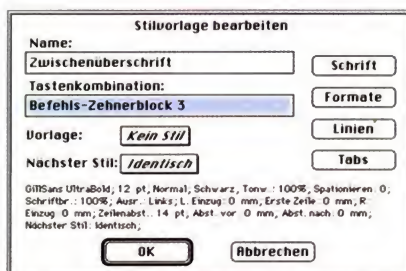 Stilvorlage bearbeiten
Name:
Zwischenüberschrift
Schrift
Tastenkombination:
Befehls-Zehnerblock 3
Formate
Vorlage: Kein Stil
Linien
Nächster Stil: Identisch
Tabs
GillSans UltraBold; 12 pt; Normal; Schwarz; Tonw.: 100%; Spationieren: 0;
Schriftbr.: 100%; Ausr.: Links; L. Einzug: 0 mm; Erste Zeile: 0 mm; R.
Einzug: 0 mm; Zeilenabst.: 14 pt; Abst. vor: 0 mm; Abst. nach: 0 mm;
Nächster Stil: Identisch;
OK
Abbrechen